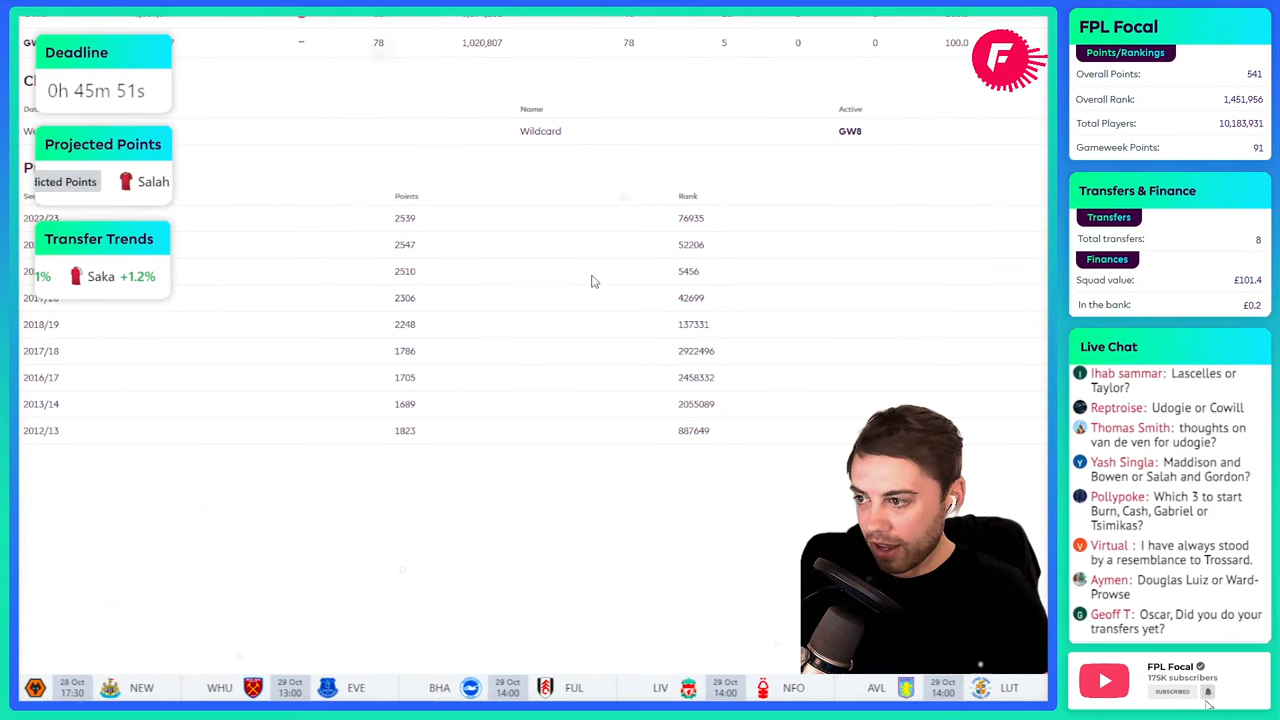 GW
–
78
1,020,807
78
5
0
0
100.0
Deadline
0h 45m 51s
Name
Active
Wildcard
GW8
Projected Points
dicted Points
Salah
Points
Rank
2022/23
2539
76935
2547
52206
2510
5456
2306
42699
2018/19
2248
137331
2017/18
1786
2922496
2016/17
1705
2458332
2013/14
1689
2055089
2012/13
1823
887649
Transfer Trends
1%
Saka +1.2%
F
28 Oct
17:30
NEW
WHU
29 Oct
13:00
EVE
BHA
29 Oct
14:00
FUL
LIV
29 Oct
14:00
NFO
AVL
29 Oct
14:00
LUT
FPL Focal
Points/Rankings
Overall Points: 541
Overall Rank: 1,451,956
Total Players: 10,183,931
Gameweek Points: 91
Transfers & Finance
Transfers
Total transfers: 8
Finances
Squad value: £101.4
In the bank: £0.2
Live Chat
Ihab sammar: Lascelles or
Taylor?
Reptroise: Udogie or Cowill
Thomas Smith: thoughts on
van de ven for udogie?
Yash Singla: Maddison and
Bowen or Salah and Gordon?
Pollypoke: Which 3 to start
Burn, Cash, Gabriel or
Tsimikas?
Virtual : I have always stood
by a resemblance to Trossard.
Aymen: Douglas Luiz or Ward-
Prowse
Geoff T: Oscar, Did you do your
transfers yet?
FPL Focal
175K subscribers
SUBSCRIBED